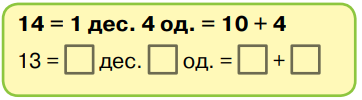 14 = 1 дес. 4 од. = 10 + 4
13 = □ дес. □ од. = □ + □